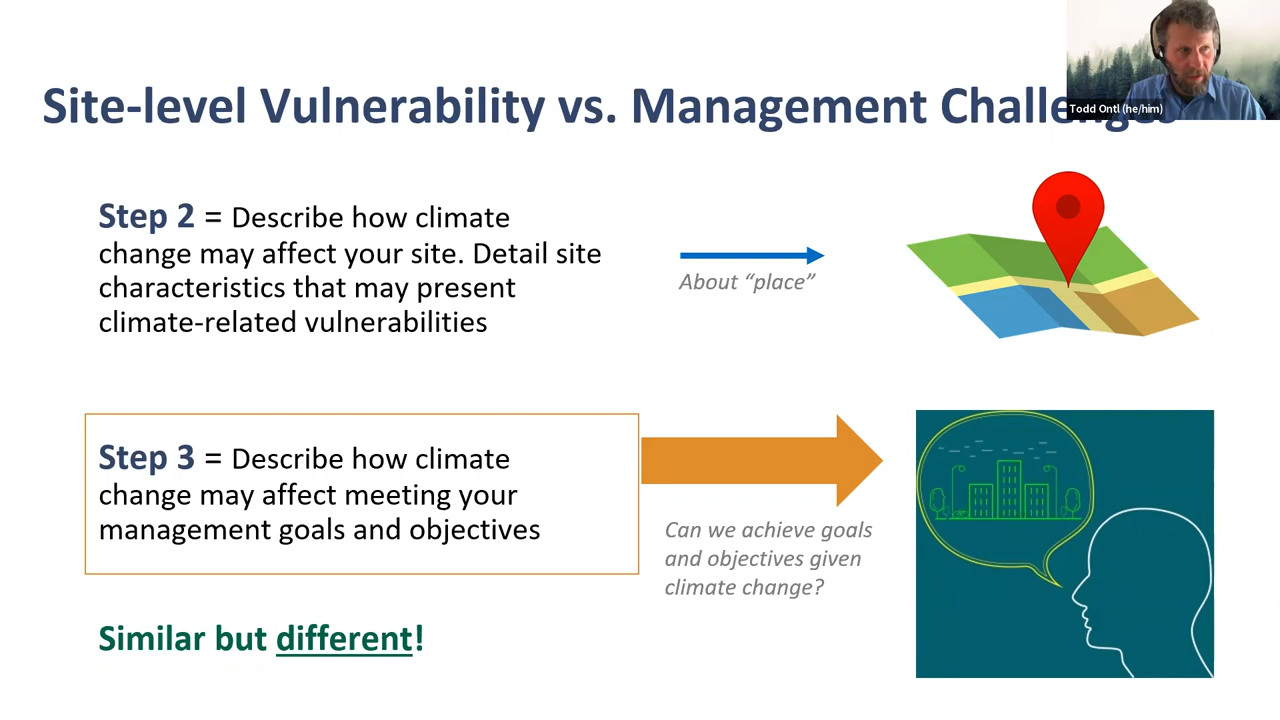 Site-level Vulnerability vs. Management Challenges
Todd Ontl (he/him)
Step 2 = Describe how climate
change may affect your site. Detail site
characteristics that may present
climate-related vulnerabilities
About “place”
Step 3 = Describe how climate
change may affect meeting your
management goals and objectives
Can we achieve goals
and objectives given
climate change?
Similar but different!